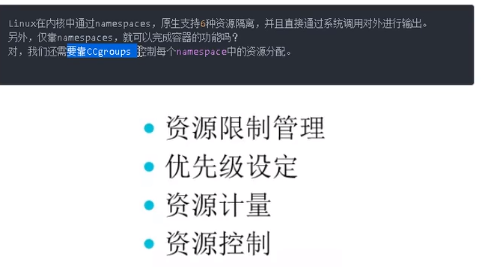 Linux在内核中通过namespaces，原生支持6种资源隔离，并且直接通过系统调用对外进行输出。
另外，仅靠namespaces，就可以完成容器的功能吗？
对，我们还需要靠CCgroups 控制每个namespace中的资源分配。
资源限制管理
优先级设定
资源计量
资源控制